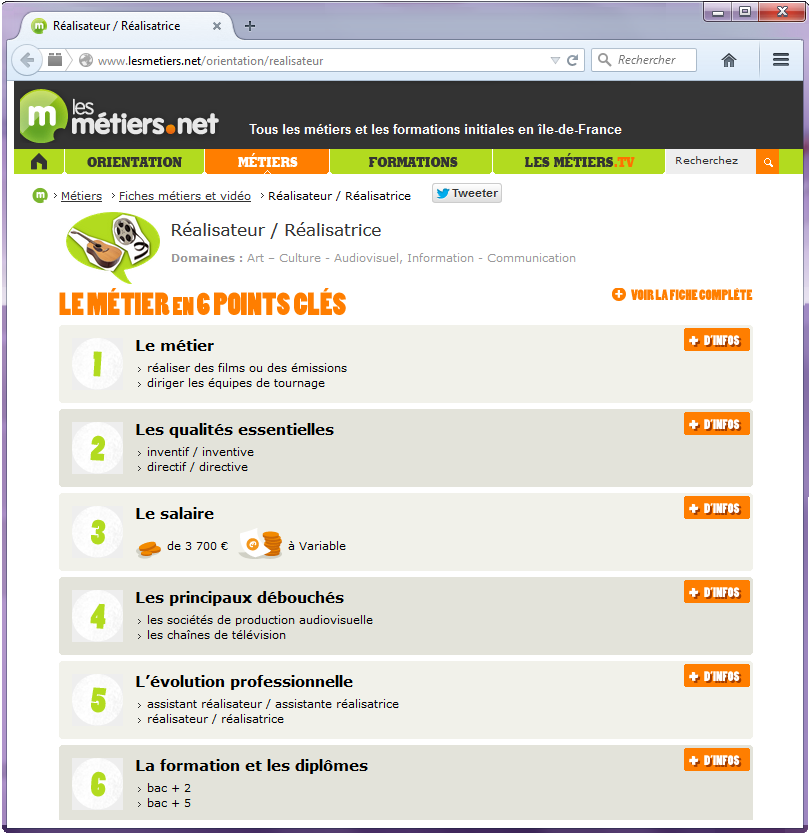 Réalisateur / Réalisatrice
www.lesmetiers.net/orientation/realisateur
Rechercher
m les métiers.net
Tous les métiers et les formations initiales en île-de-France
ORIENTATION
MÉTIERS
FORMATIONS
LES MÉTIERS.TV
Recherchez
m > Métiers > Fiches métiers et vidéo > Réalisateur / Réalisatrice
Tweeter
Réalisateur / Réalisatrice
Domaines : Art – Culture - Audiovisuel, Information - Communication
LE MÉTIER EN 6 POINTS CLÉS
VOIR LA FICHE COMPLÈTE
1
Le métier
+ D'INFOS
› réaliser des films ou des émissions
› diriger les équipes de tournage
2
Les qualités essentielles
+ D'INFOS
› inventif / inventive
› directif / directive
3
Le salaire
+ D'INFOS
de 3 700 € à Variable
4
Les principaux débouchés
+ D'INFOS
› les sociétés de production audiovisuelle
› les chaînes de télévision
5
L’évolution professionnelle
+ D'INFOS
› assistant réalisateur / assistante réalisatrice
› réalisateur / réalisatrice
6
La formation et les diplômes
+ D'INFOS
› bac + 2
› bac + 5